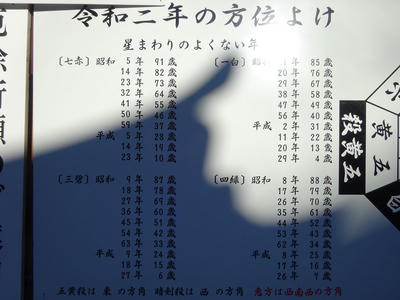 令和二年の方位よけ
星まわりのよくない年
〔七赤〕 昭和 5年 91歳
14年 82歳
23年 73歳
32年 64歳
41年 55歳
50年 46歳
59年 37歳
平成 5年 28歳
14年 19歳
23年 10歳
〔一白〕 昭和 年 85歳
20年 76歳
29年 67歳
38年 58歳
47年 49歳
56年 40歳
平成 2年 31歳
11年 22歳
20年 13歳
29年 4歳
〔三碧〕 昭和 9年 87歳
18年 78歳
27年 69歳
36年 60歳
45年 51歳
54年 42歳
63年 33歳
平成 9年 24歳
18年 15歳
27年 6歳
〔四緑〕 昭和 8年 88歳
17年 79歳
26年 70歳
35年 61歳
44年 52歳
53年 43歳
62年 34歳
平成 8年 25歳
17年 16歳
26年 7歳
五黄殺は 東 の方角 暗剣殺は 西 の方角 恵方は西南西の方角
五黄殺
五黄
四
除祈願